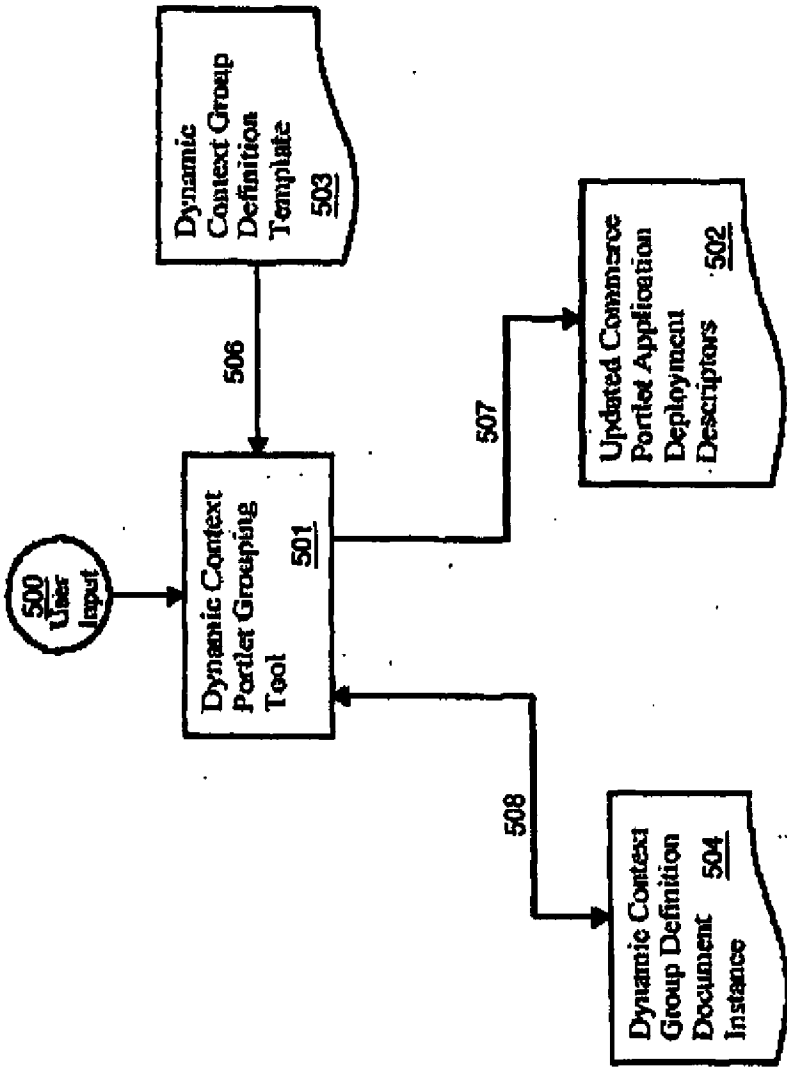 500
User
Input
Dynamic Context
Portlet Grouping
Tool
501
Dynamic
Context Group
Definition
Template
503
506
507
508
Updated Commerce
Portlet Application
Deployment
Descriptors
502
Dynamic Context
Group Definition
Document
504
Instance